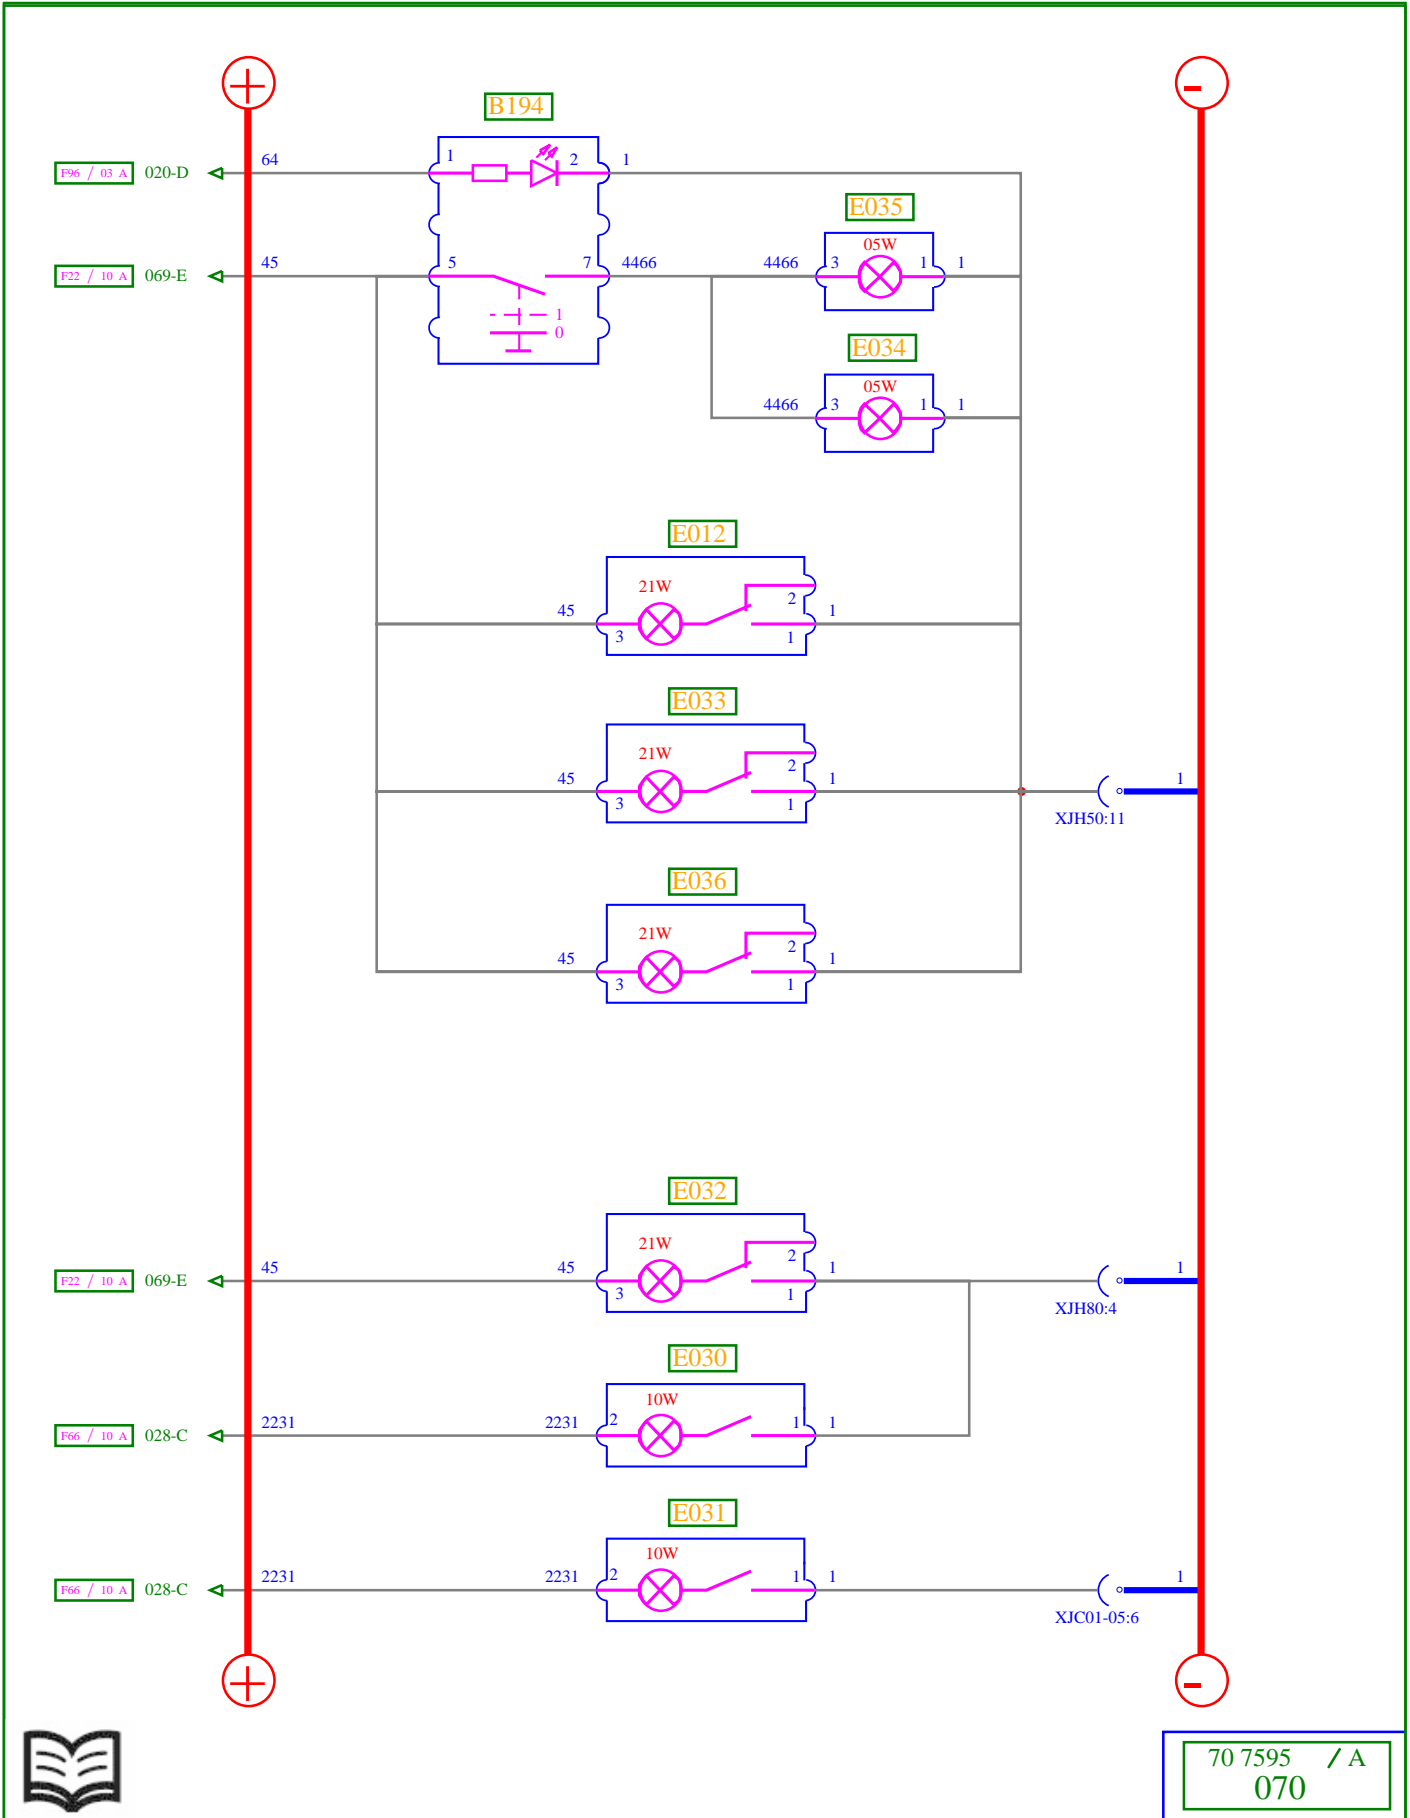 B194
F96 / 03 A 020-D 64 1 2 1
E035
05W
F22 / 10 A 069-E 45 5 7 4466 4466 3 1 1
1
0
E034
05W
4466 3 1 1
E012
21W
2
45 3 1 1
E033
21W
2
45 3 1 1 1
XJH50:11
E036
21W
2
45 3 1 1
E032
21W
2
F22 / 10 A 069-E 45 45 3 1 1 1
XJH80:4
E030
10W
F66 / 10 A 028-C 2231 2231 2 1 1
E031
10W
F66 / 10 A 028-C 2231 2231 2 1 1 1
XJC01-05:6
70 7595 / A
070